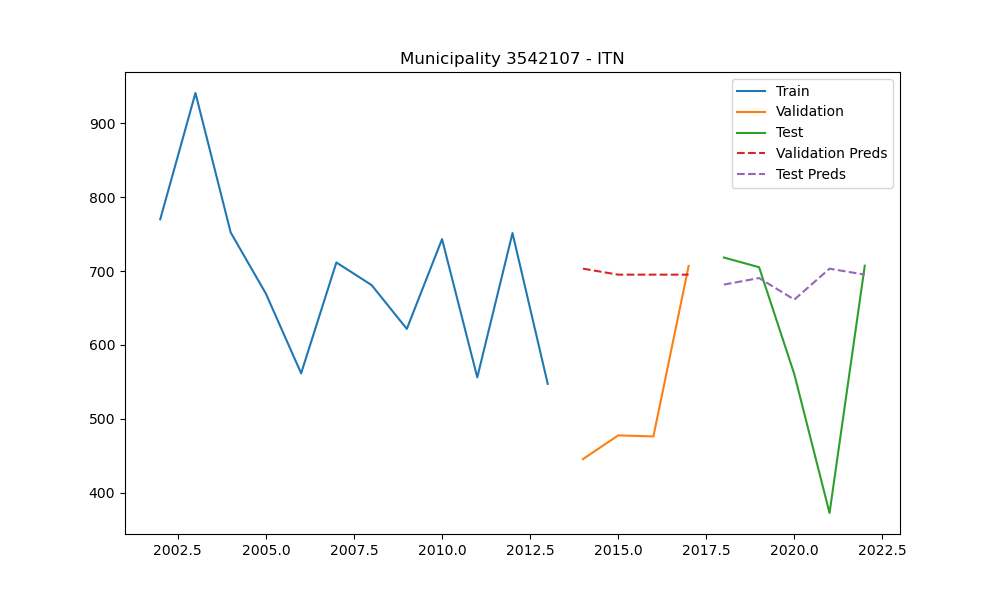 Municipality 3542107 - ITN
Train
Validation
Test
Validation Preds
Test Preds
900
800
700
600
500
400
2002.5 2005.0 2007.5 2010.0 2012.5 2015.0 2017.5 2020.0 2022.5